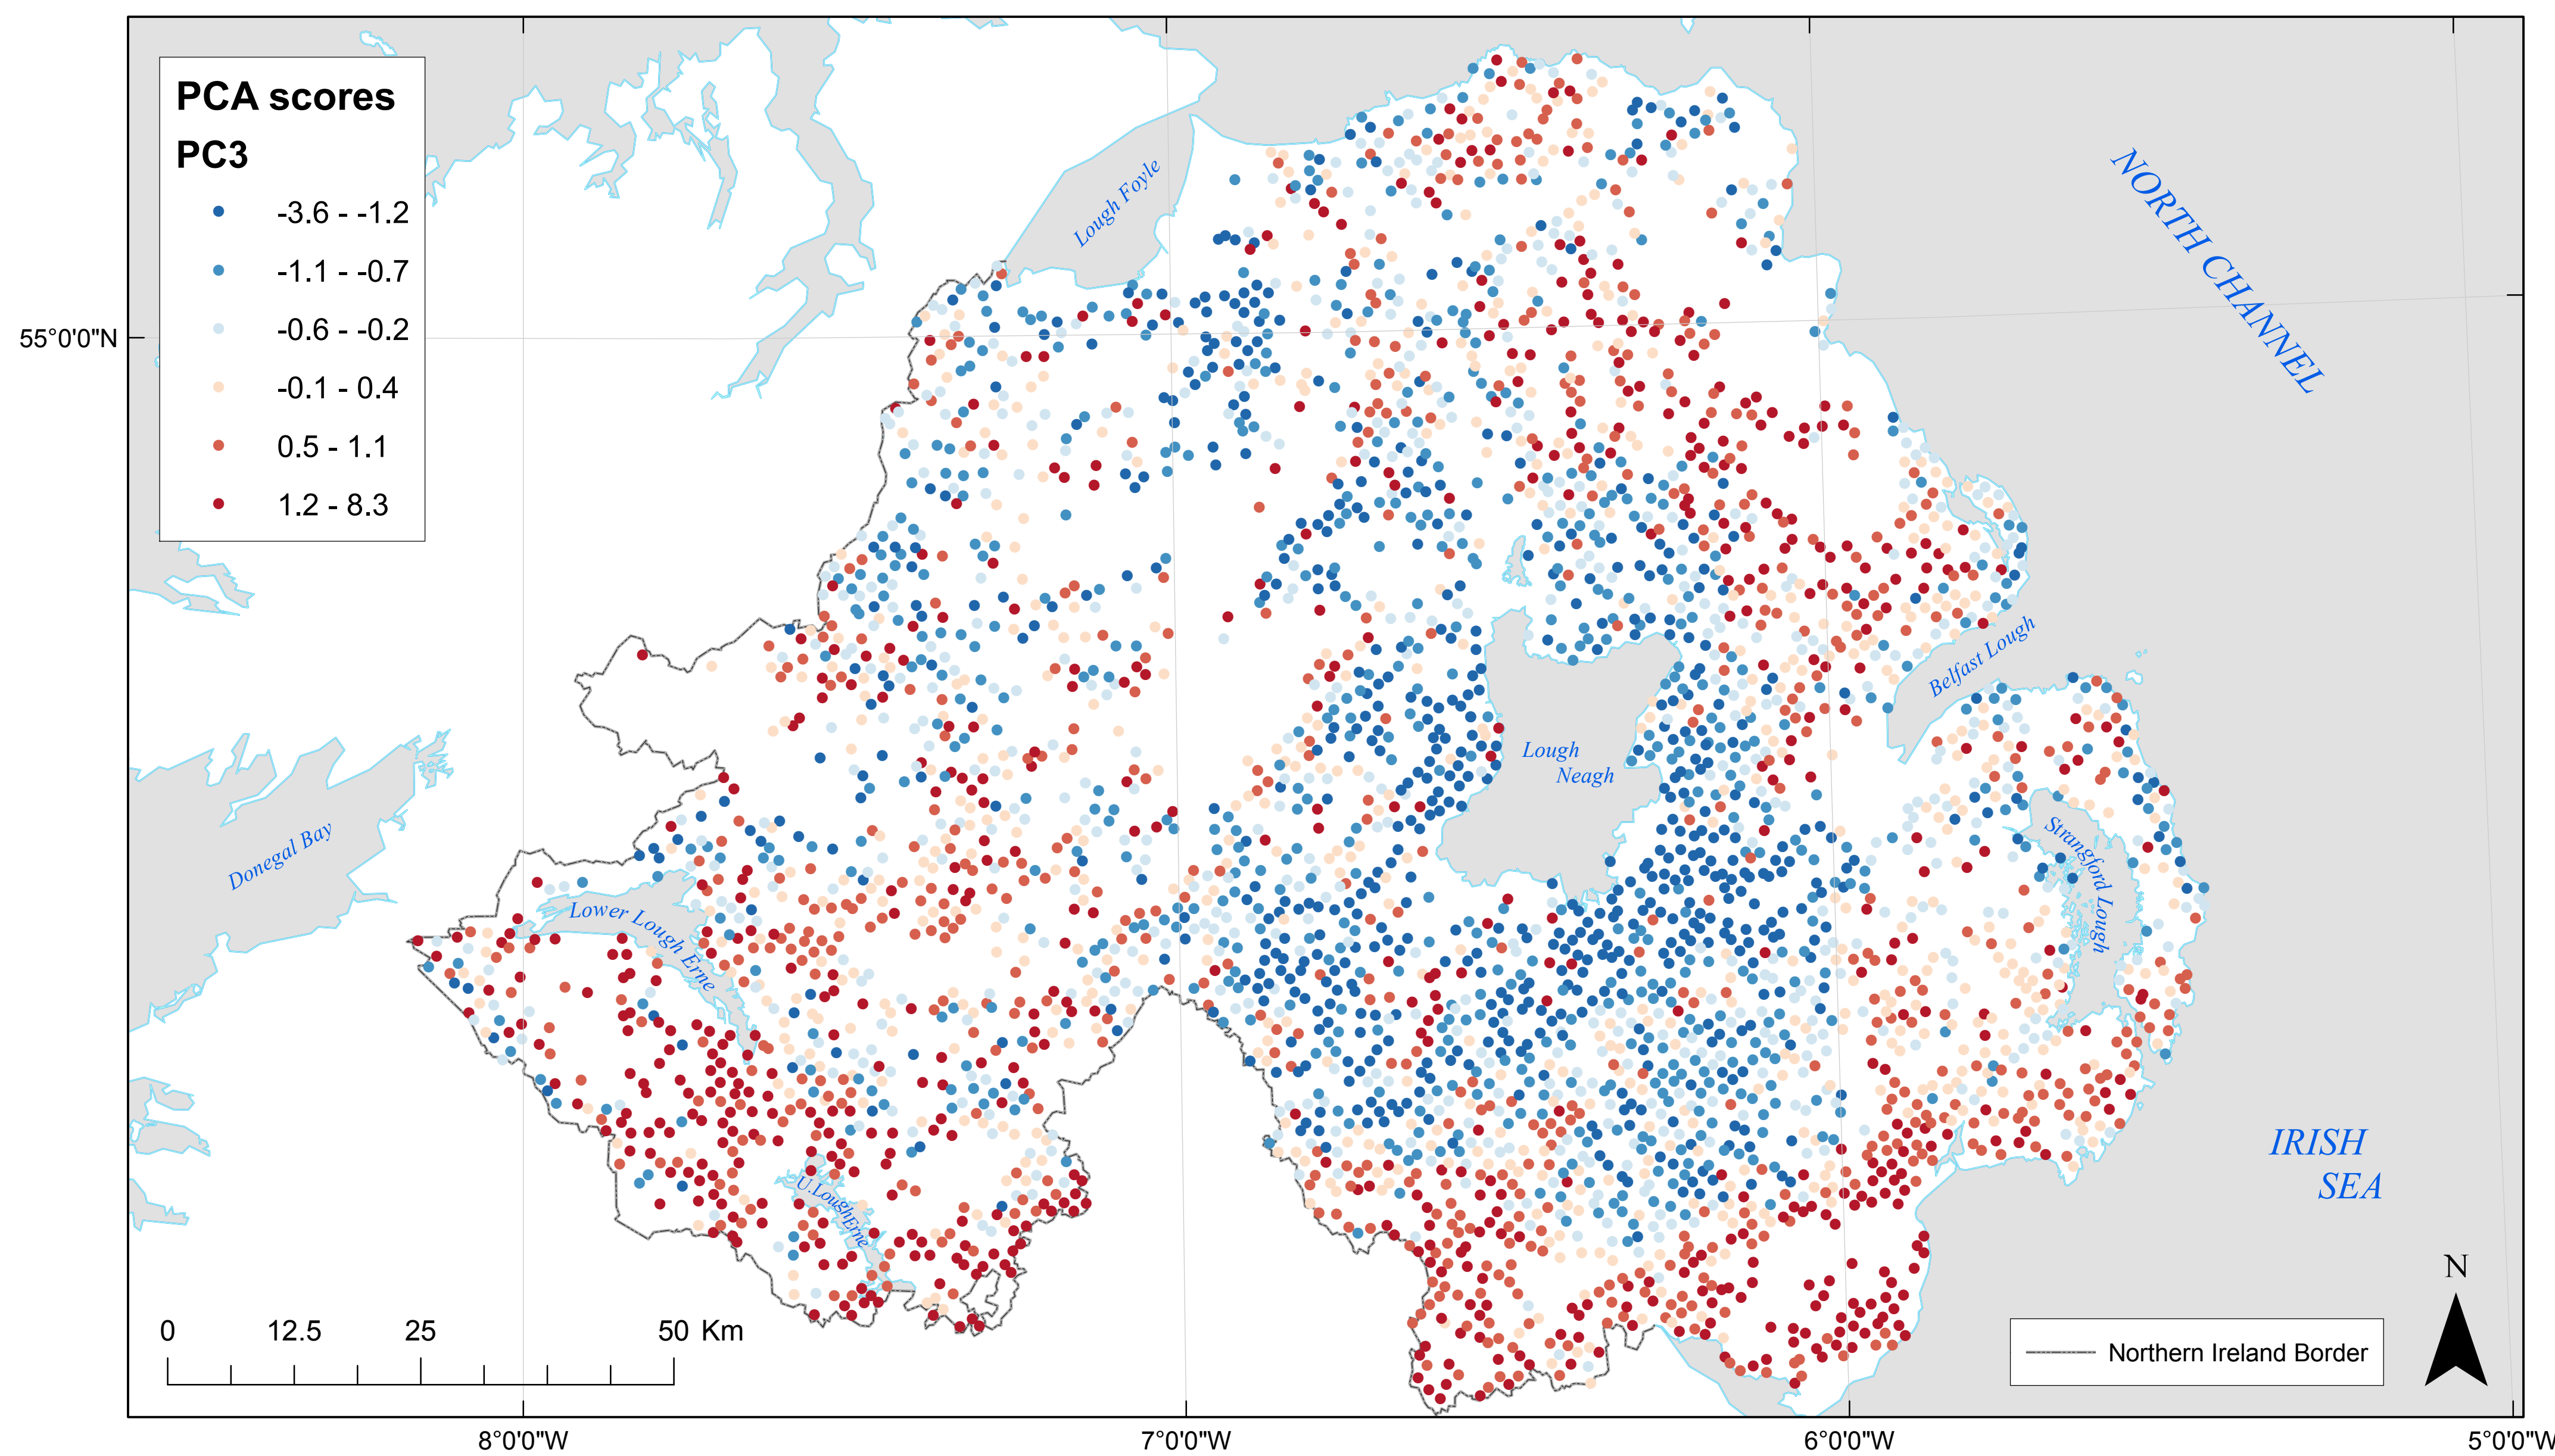 PCA scores
PC3
-3.6 - -1.2
-1.1 - -0.7
-0.6 - -0.2
-0.1 - 0.4
0.5 - 1.1
1.2 - 8.3
55°0'0"N
Lough Foyle
NORTH CHANNEL
Belfast Lough
Lough
Neagh
Donegal Bay
Strangford Lough
Lower Lough Erne
U.LoughErne
IRISH
SEA
N
0 12.5 25 50 Km
Northern Ireland Border
8°0'0"W 7°0'0"W 6°0'0"W 5°0'0"W